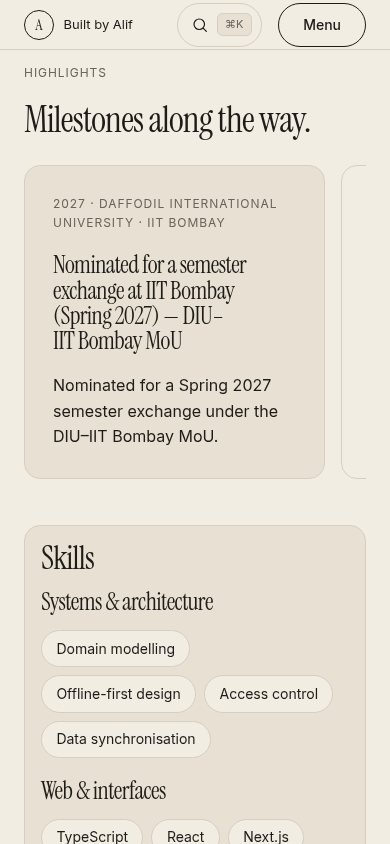 A
Built by Alif
⌘K
Menu
HIGHLIGHTS
Milestones along the way.
2027 · DAFFODIL INTERNATIONAL
UNIVERSITY · IIT BOMBAY
Nominated for a semester
exchange at IIT Bombay
(Spring 2027) — DIU–
IIT Bombay MoU
Nominated for a Spring 2027
semester exchange under the
DIU–IIT Bombay MoU.
Skills
Systems & architecture
Domain modelling
Offline-first design
Access control
Data synchronisation
Web & interfaces
TypeScript
React
Next.js